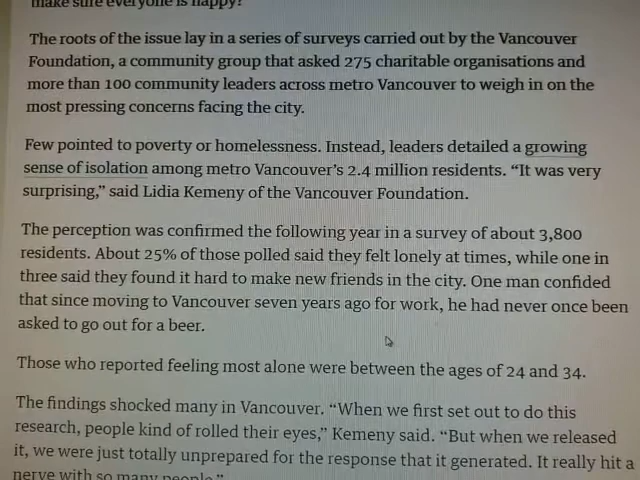 make sure everyone is happy?
The roots of the issue lay in a series of surveys carried out by the Vancouver
Foundation, a community group that asked 275 charitable organisations and
more than 100 community leaders across metro Vancouver to weigh in on the
most pressing concerns facing the city.
Few pointed to poverty or homelessness. Instead, leaders detailed a growing
sense of isolation among metro Vancouver’s 2.4 million residents. “It was very
surprising,” said Lidia Kemeny of the Vancouver Foundation.
The perception was confirmed the following year in a survey of about 3,800
residents. About 25% of those polled said they felt lonely at times, while one in
three said they found it hard to make new friends in the city. One man confided
that since moving to Vancouver seven years ago for work, he had never once been
asked to go out for a beer.
Those who reported feeling most alone were between the ages of 24 and 34.
The findings shocked many in Vancouver. “When we first set out to do this
research, people kind of rolled their eyes,” Kemeny said. “But when we released
it, we were just totally unprepared for the response that it generated. It really hit a
nerve with so many people.”